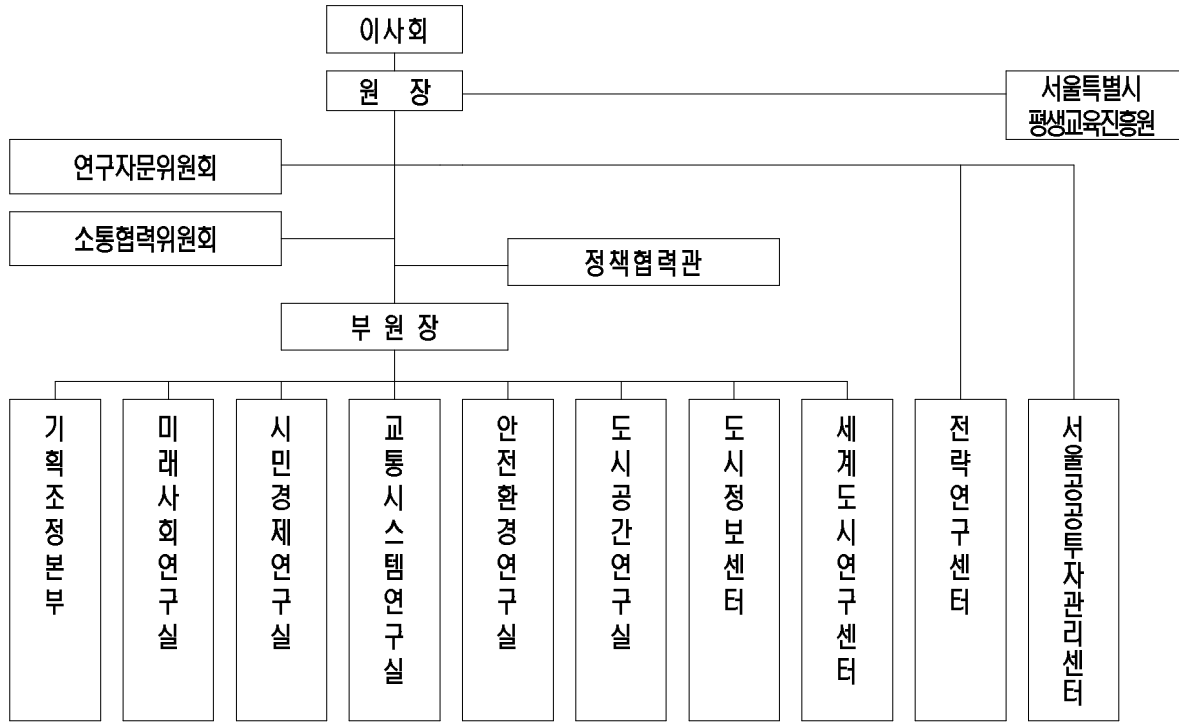 이사회
원 장
서울특별시
평생교육진흥원
연구자문위원회
소통협력위원회
정책협력관
부 원 장
기획조정본부
미래사회연구실
시민경제연구실
교통시스템연구실
안전환경연구실
도시공간연구실
도시정보센터
세계도시연구센터
전략연구센터
서울공공투자관리센터